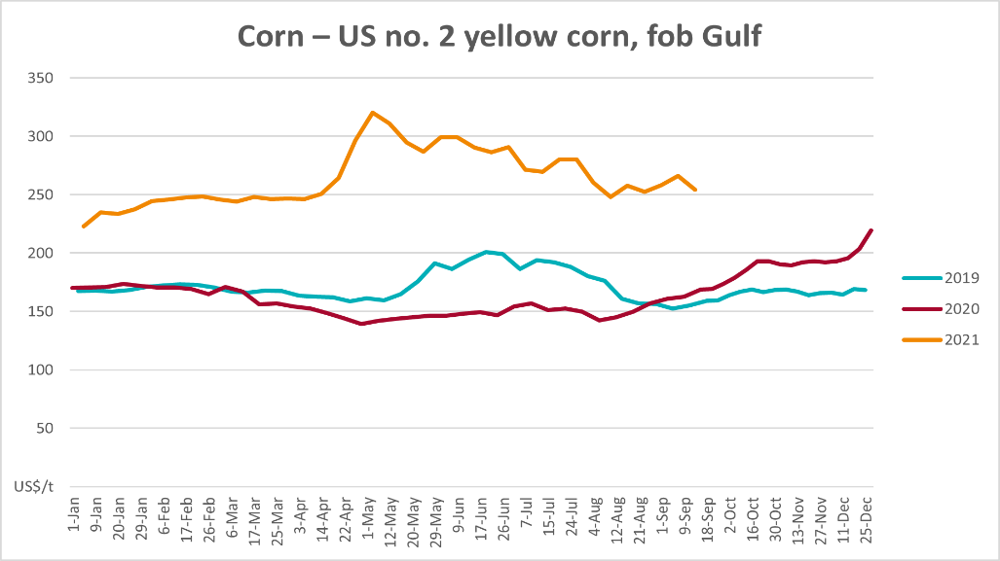 Corn – US no. 2 yellow corn, fob Gulf
350
300
250
200
150
100
50
US$/t
1-Jan
9-Jan
20-Jan
29-Jan
6-Feb
17-Feb
26-Feb
6-Mar
17-Mar
25-Mar
3-Apr
14-Apr
22-Apr
1-May
12-May
21-May
29-May
9-Jun
17-Jun
26-Jun
7-Jul
15-Jul
24-Jul
4-Aug
12-Aug
21-Aug
1-Sep
9-Sep
18-Sep
2-Oct
16-Oct
30-Oct
13-Nov
27-Nov
11-Dec
25-Dec
2019
2020
2021